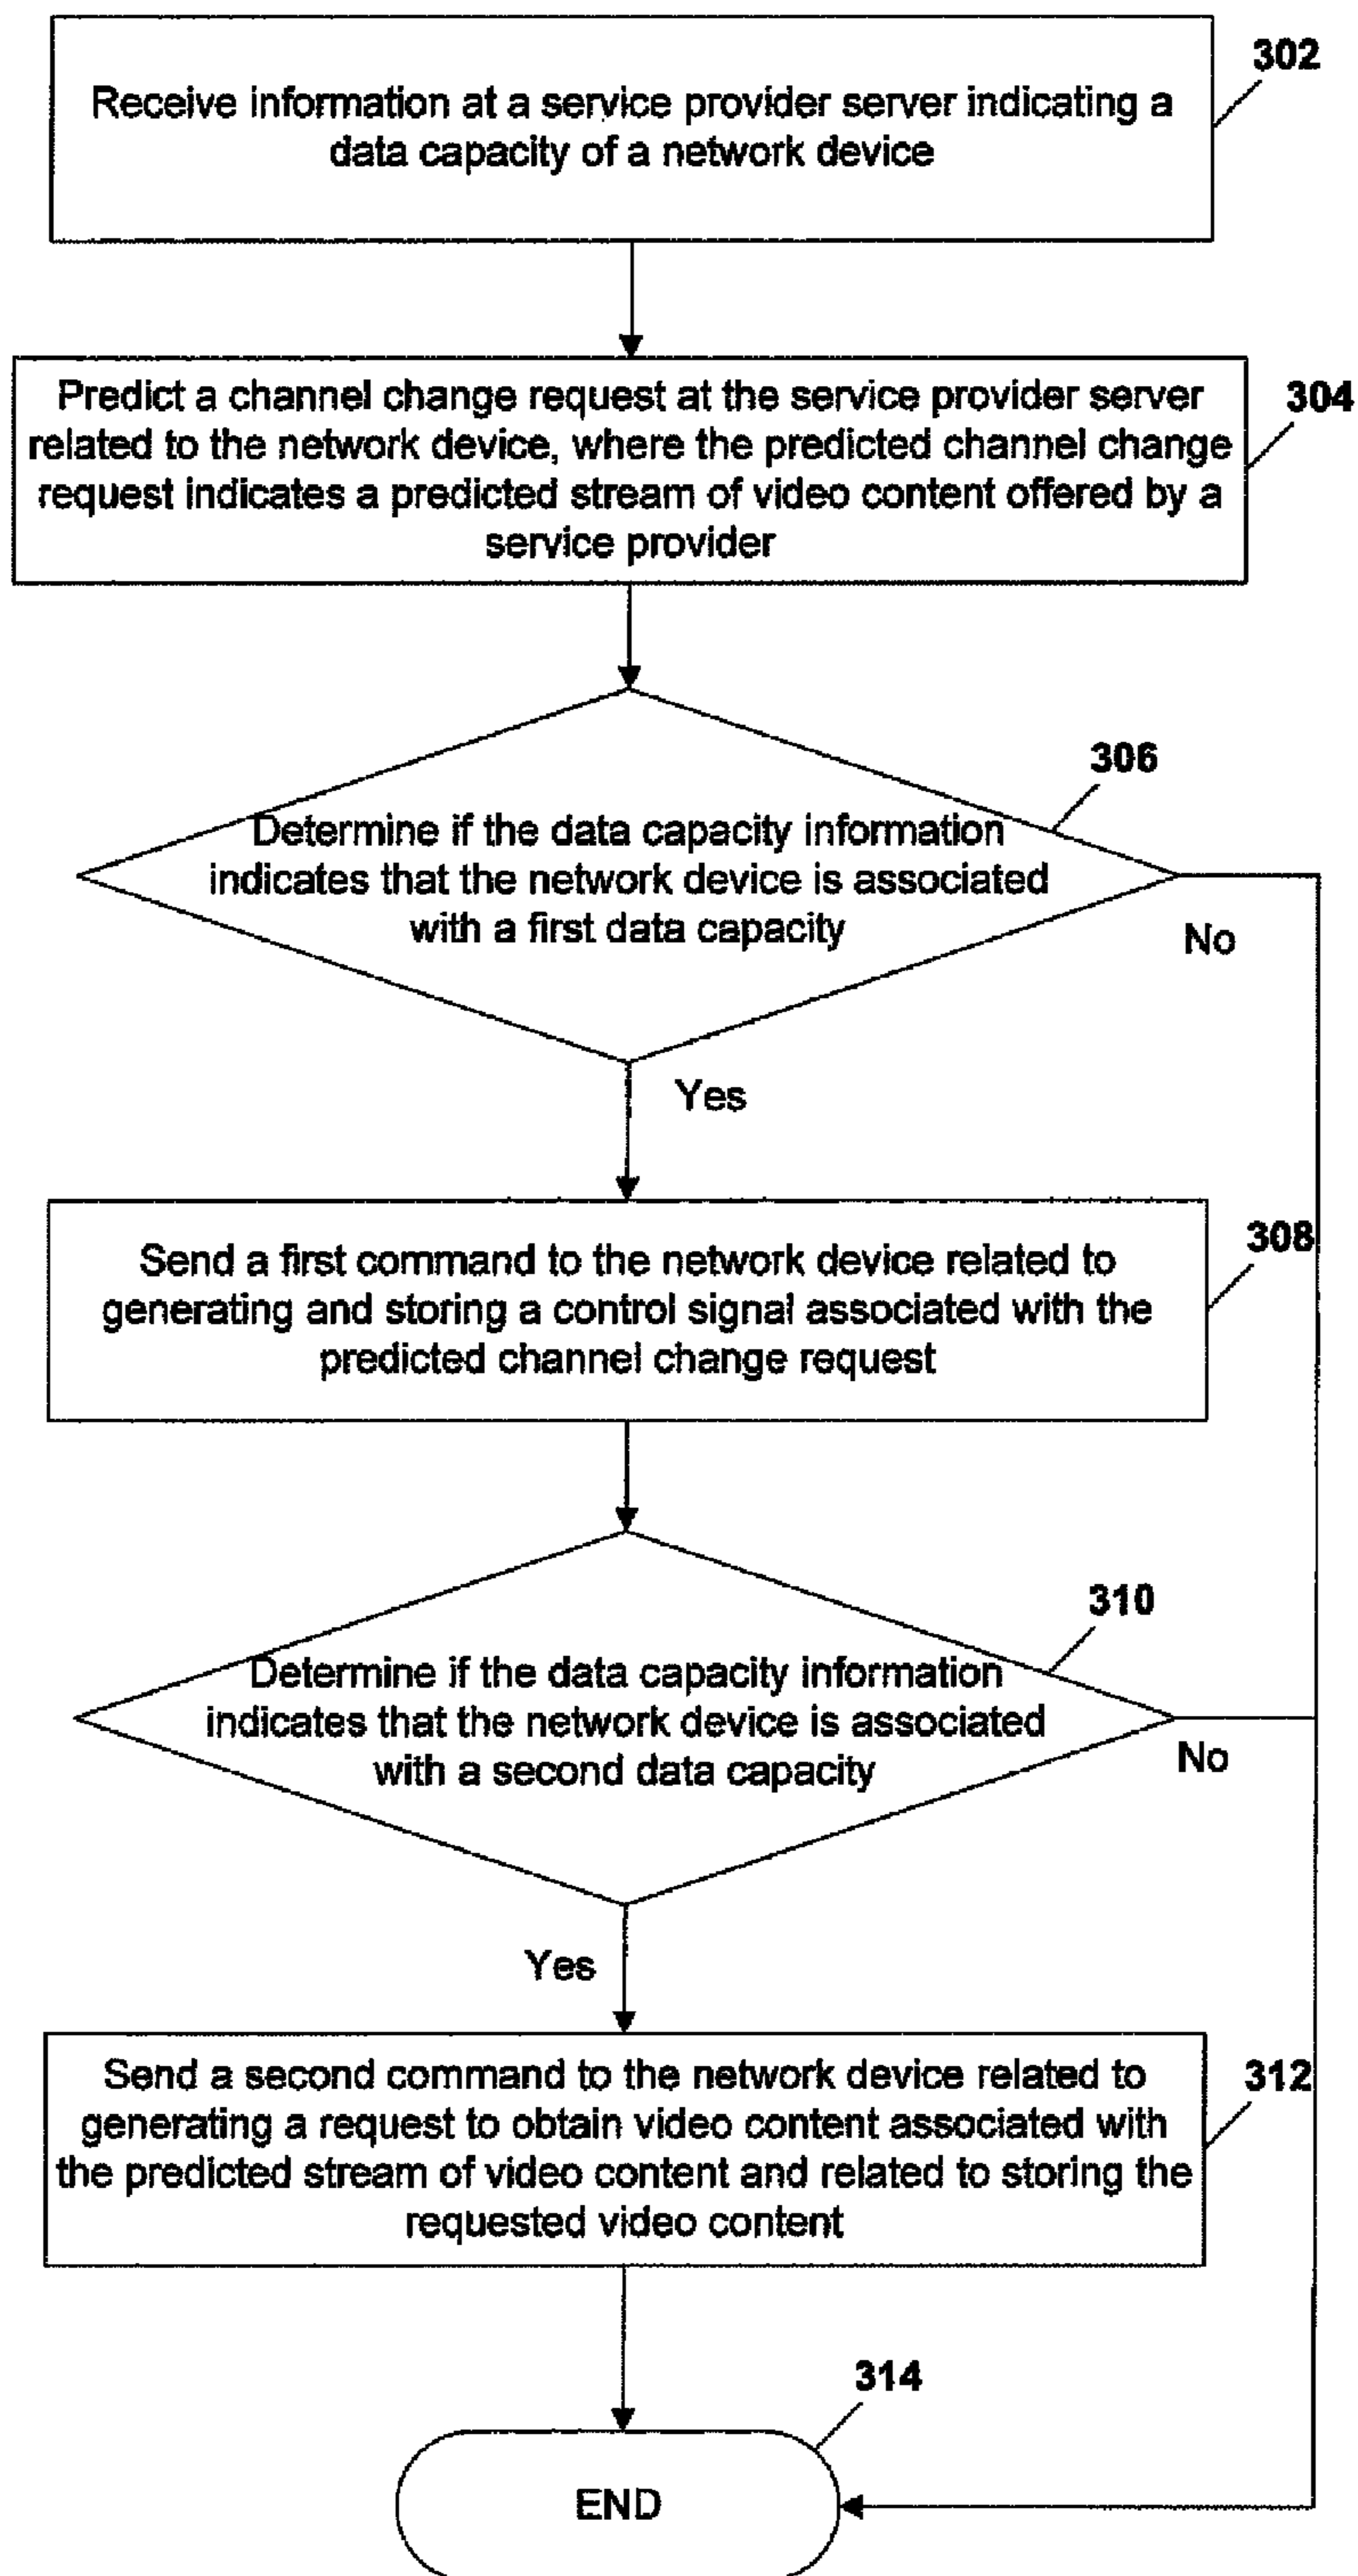 302
Receive information at a service provider server indicating a
data capacity of a network device
304
Predict a channel change request at the service provider server
related to the network device, where the predicted channel change
request indicates a predicted stream of video content offered by a
service provider
306
Determine if the data capacity information
indicates that the network device is associated
with a first data capacity
No
Yes
308
Send a first command to the network device related to
generating and storing a control signal associated with the
predicted channel change request
310
Determine if the data capacity information
indicates that the network device is associated
with a second data capacity
No
Yes
312
Send a second command to the network device related to
generating a request to obtain video content associated with
the predicted stream of video content and related to storing the
requested video content
314
END